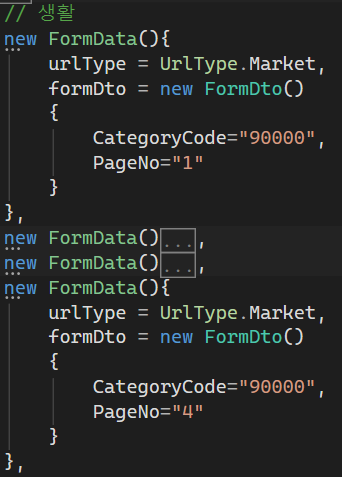 // 생활
new FormData(){
    urlType = UrlType.Market,
    formDto = new FormDto()
    {
        CategoryCode="90000",
        PageNo="1"
    }
},
new FormData()...,
new FormData()...,
new FormData(){
    urlType = UrlType.Market,
    formDto = new FormDto()
    {
        CategoryCode="90000",
        PageNo="4"
    }
},